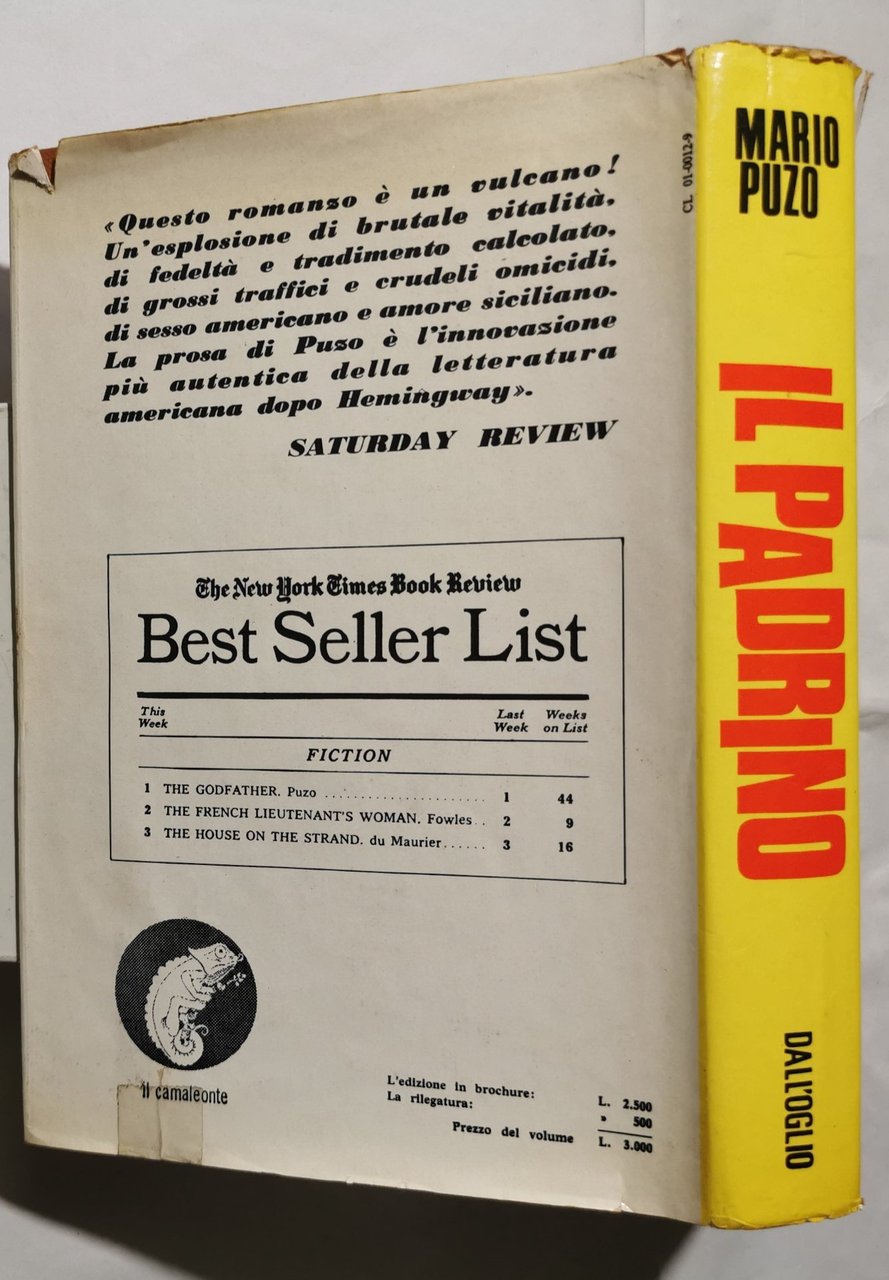 «Questo romanzo è un vulcano!
Un'esplosione di brutale vitalità,
di fedeltà e tradimento calcolato,
di grossi traffici e crudeli omicidi,
di sesso americano e amore siciliano.
La prosa di Puzo è l'innovazione
più autentica della letteratura
americana dopo Hemingway».
SATURDAY REVIEW
The New York Times Book Review
Best Seller List
This Week Last Week Weeks on List
FICTION
1 THE GODFATHER. Puzo ...................... 1 44
2 THE FRENCH LIEUTENANT'S WOMAN. Fowles.. 2 9
3 THE HOUSE ON THE STRAND. du Maurier...... 3 16
il camaleonte
L'edizione in brochure: L. 2.500
La rilegatura: » 500
Prezzo del volume L. 3.000
CL 01-0012-9
MARIO
PUZO
IL PADRINO
DALL'OGLIO